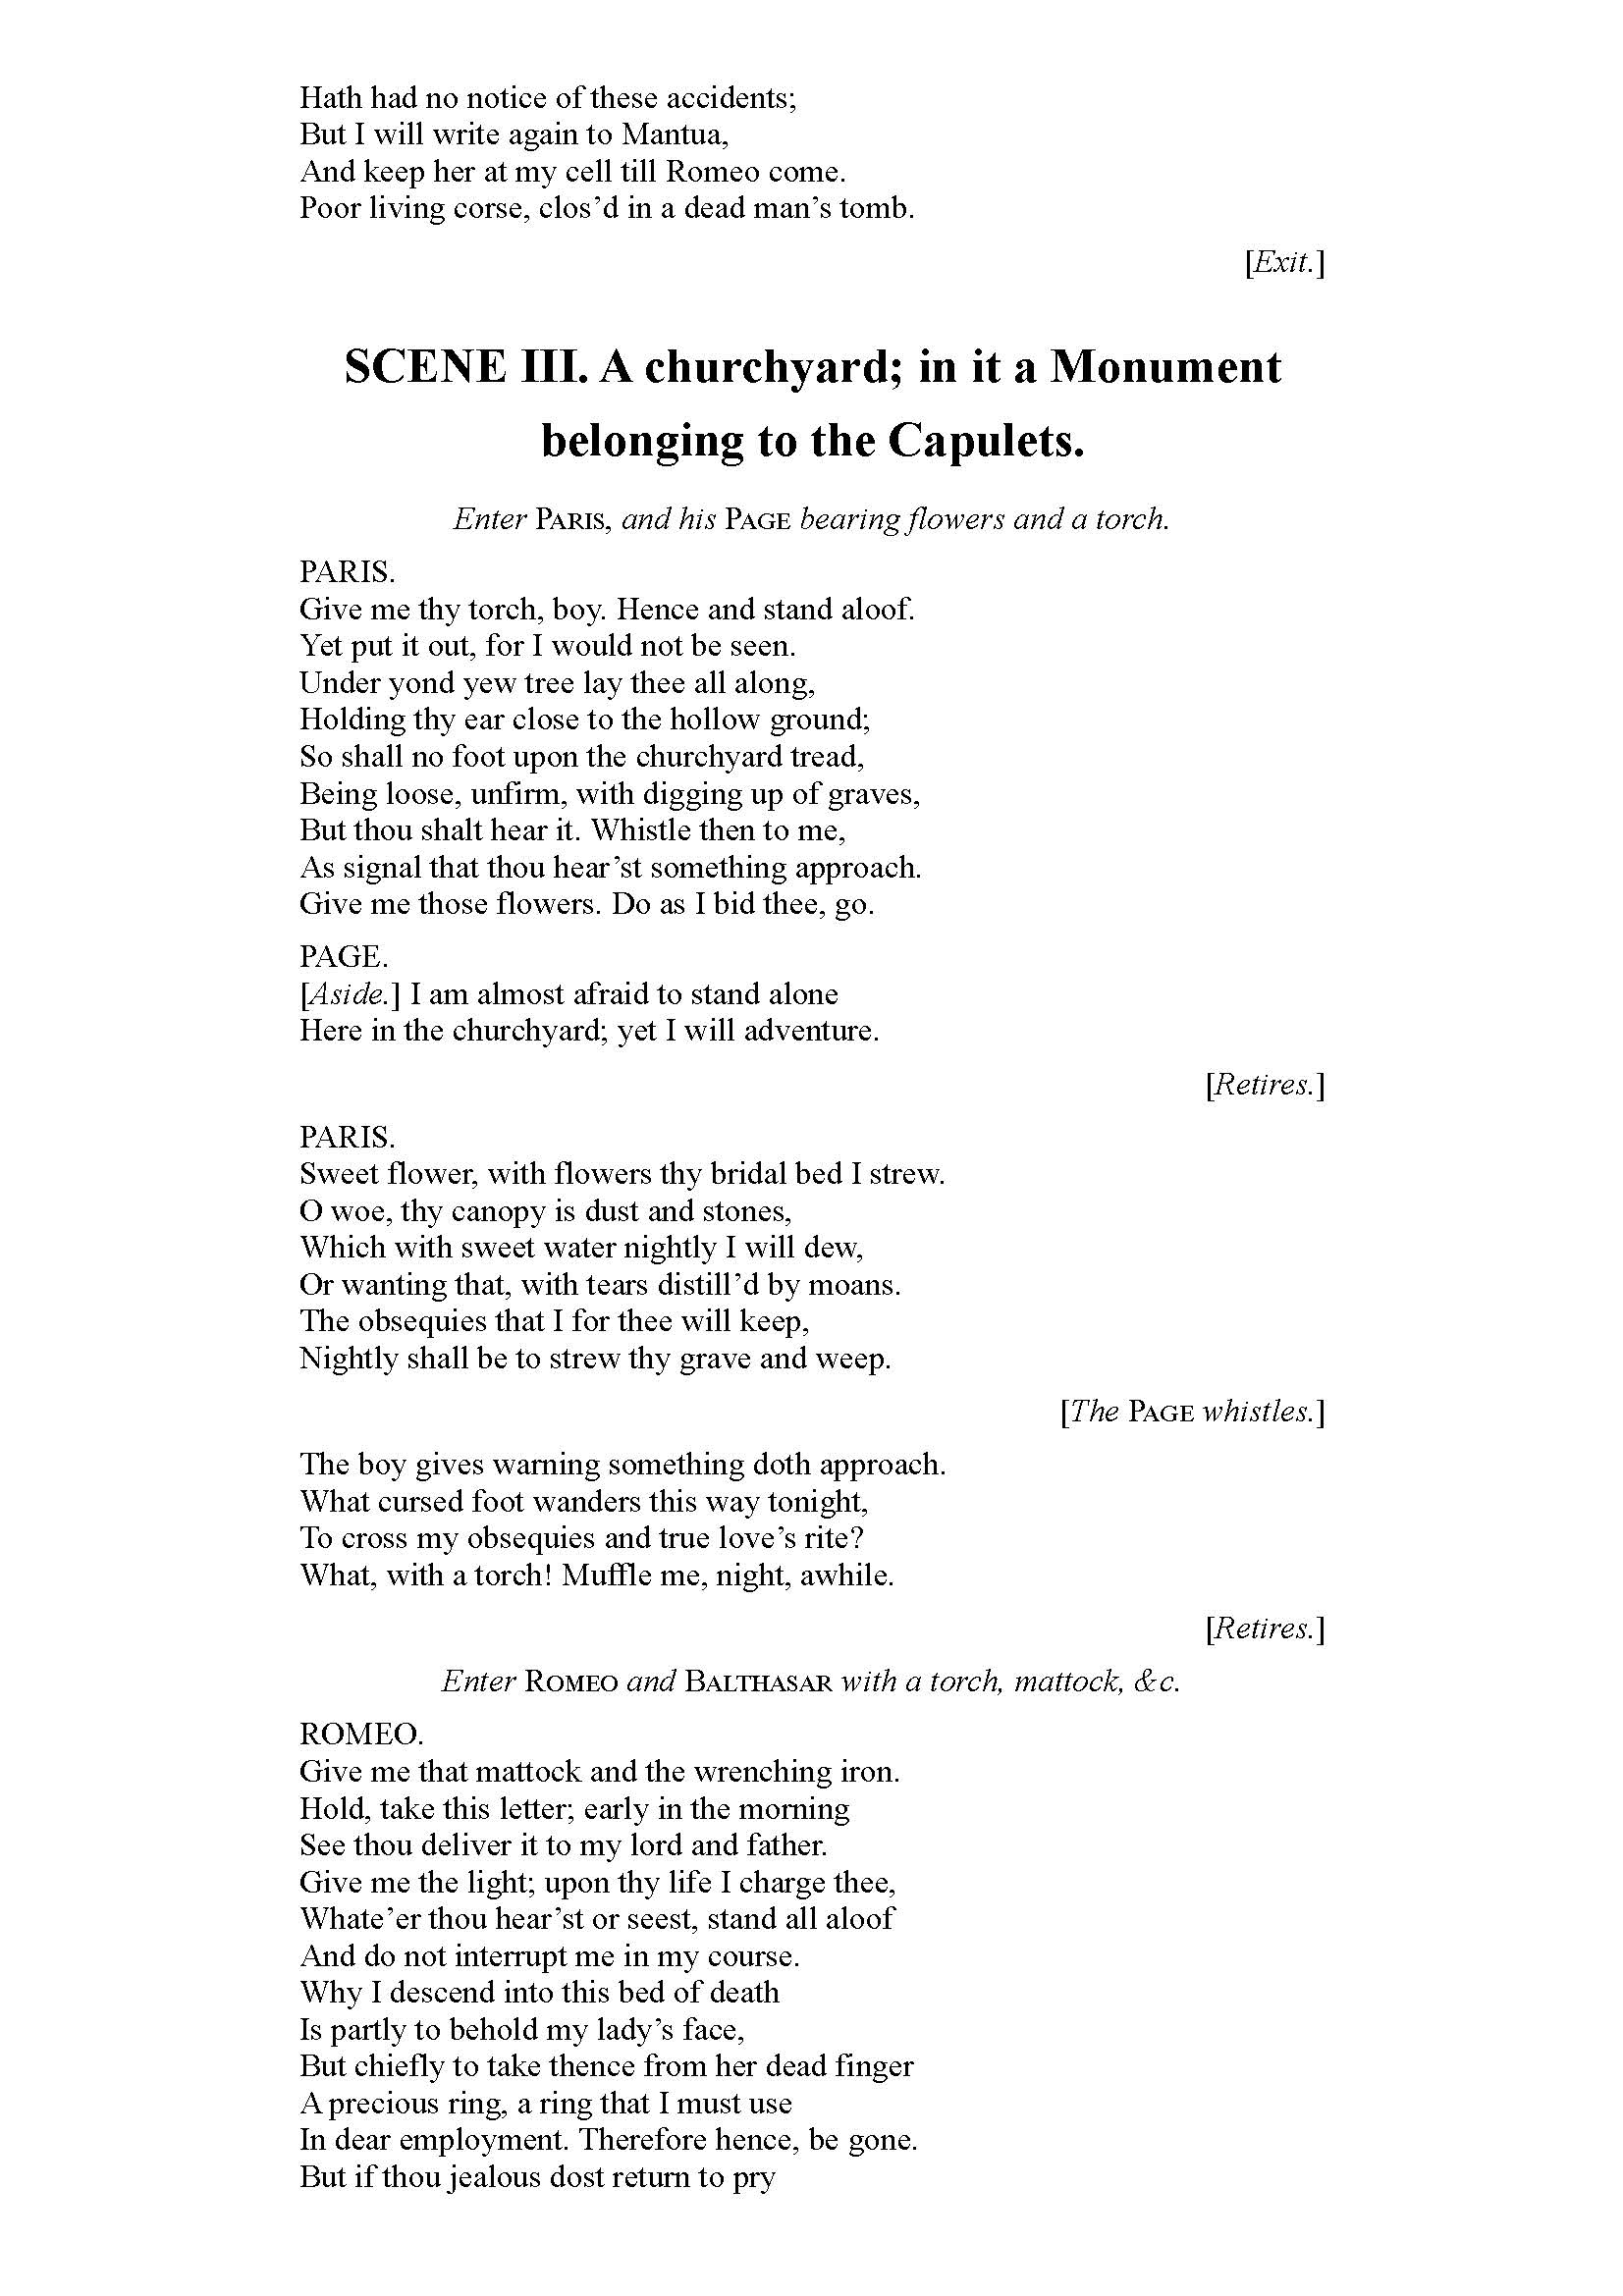 Hath had no notice of these accidents;
But I will write again to Mantua,
And keep her at my cell till Romeo come.
Poor living corse, clos’d in a dead man’s tomb.
[Exit.]
SCENE III. A churchyard; in it a Monument
belonging to the Capulets.
Enter PARIS, and his PAGE bearing flowers and a torch.
PARIS.
Give me thy torch, boy. Hence and stand aloof.
Yet put it out, for I would not be seen.
Under yond yew tree lay thee all along,
Holding thy ear close to the hollow ground;
So shall no foot upon the churchyard tread,
Being loose, unfirm, with digging up of graves,
But thou shalt hear it. Whistle then to me,
As signal that thou hear’st something approach.
Give me those flowers. Do as I bid thee, go.
PAGE.
[Aside.] I am almost afraid to stand alone
Here in the churchyard; yet I will adventure.
[Retires.]
PARIS.
Sweet flower, with flowers thy bridal bed I strew.
O woe, thy canopy is dust and stones,
Which with sweet water nightly I will dew,
Or wanting that, with tears distill’d by moans.
The obsequies that I for thee will keep,
Nightly shall be to strew thy grave and weep.
[The PAGE whistles.]
The boy gives warning something doth approach.
What cursed foot wanders this way tonight,
To cross my obsequies and true love’s rite?
What, with a torch! Muffle me, night, awhile.
[Retires.]
Enter ROMEO and BALTHASAR with a torch, mattock, &c.
ROMEO.
Give me that mattock and the wrenching iron.
Hold, take this letter; early in the morning
See thou deliver it to my lord and father.
Give me the light; upon thy life I charge thee,
Whate’er thou hear’st or seest, stand all aloof
And do not interrupt me in my course.
Why I descend into this bed of death
Is partly to behold my lady’s face,
But chiefly to take thence from her dead finger
A precious ring, a ring that I must use
In dear employment. Therefore hence, be gone.
But if thou jealous dost return to pry